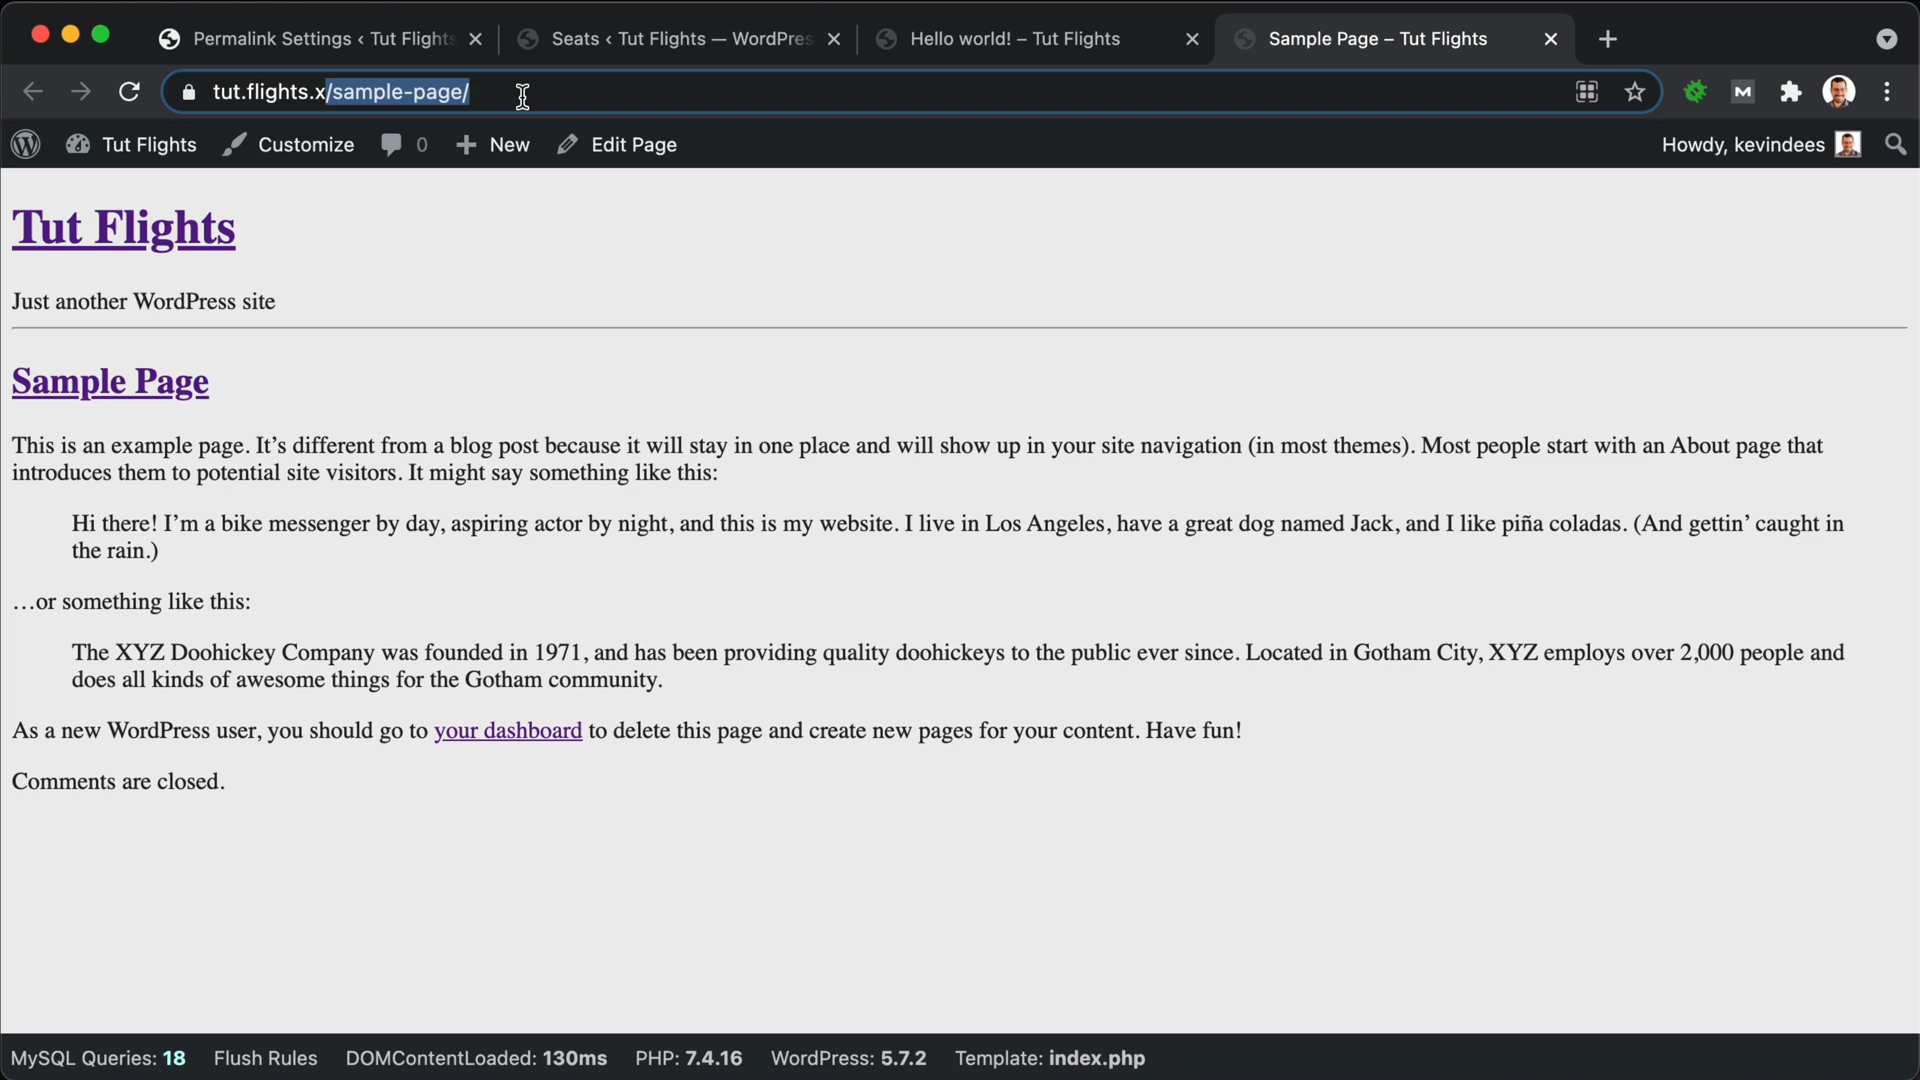 Permalink Settings ‹ Tut Flights
Seats ‹ Tut Flights — WordPres
Hello world! – Tut Flights
Sample Page – Tut Flights
tut.flights.x/sample-page/
M
Tut Flights
Customize
0
New
Edit Page
Howdy, kevindees
Tut Flights
Just another WordPress site
Sample Page
This is an example page. It’s different from a blog post because it will stay in one place and will show up in your site navigation (in most themes). Most people start with an About page that
introduces them to potential site visitors. It might say something like this:
Hi there! I’m a bike messenger by day, aspiring actor by night, and this is my website. I live in Los Angeles, have a great dog named Jack, and I like piña coladas. (And gettin’ caught in
the rain.)
…or something like this:
The XYZ Doohickey Company was founded in 1971, and has been providing quality doohickeys to the public ever since. Located in Gotham City, XYZ employs over 2,000 people and
does all kinds of awesome things for the Gotham community.
As a new WordPress user, you should go to your dashboard to delete this page and create new pages for your content. Have fun!
Comments are closed.
MySQL Queries: 18
Flush Rules
DOMContentLoaded: 130ms
PHP: 7.4.16
WordPress: 5.7.2
Template: index.php